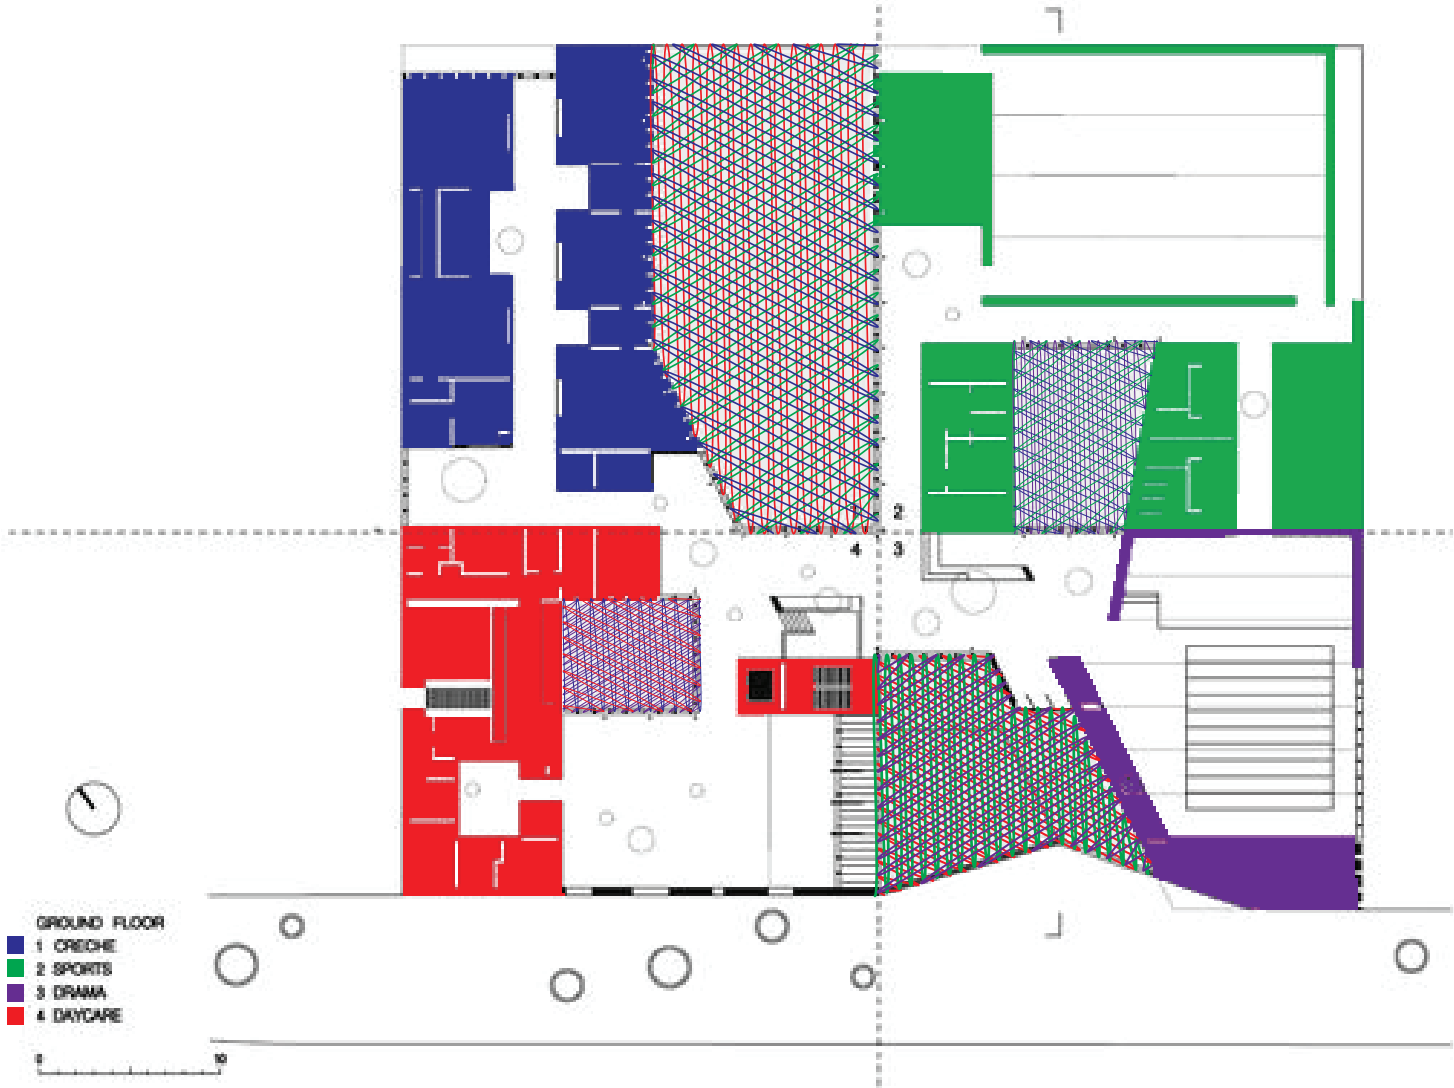 2
4 3
GROUND FLOOR
1 CRECHE
2 SPORTS
3 DRAMA
4 DAYCARE
0 10